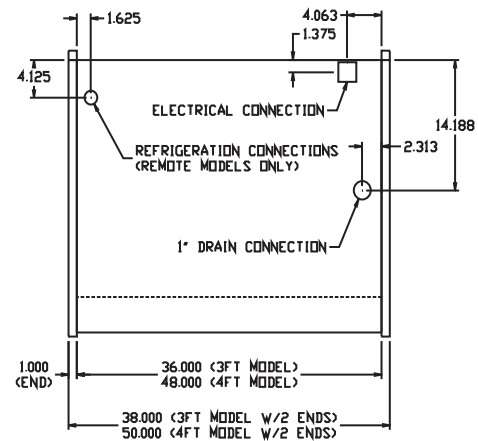 1.625
4.063
1.375
4.125
ELECTRICAL CONNECTION
14.188
REFRIGERATION CONNECTIONS
(REMOTE MODELS ONLY)
2.313
1" DRAIN CONNECTION
1.000
(END)
36.000 (3FT MODEL)
48.000 (4FT MODEL)
38.000 (3FT MODEL W/2 ENDS)
50.000 (4FT MODEL W/2 ENDS)